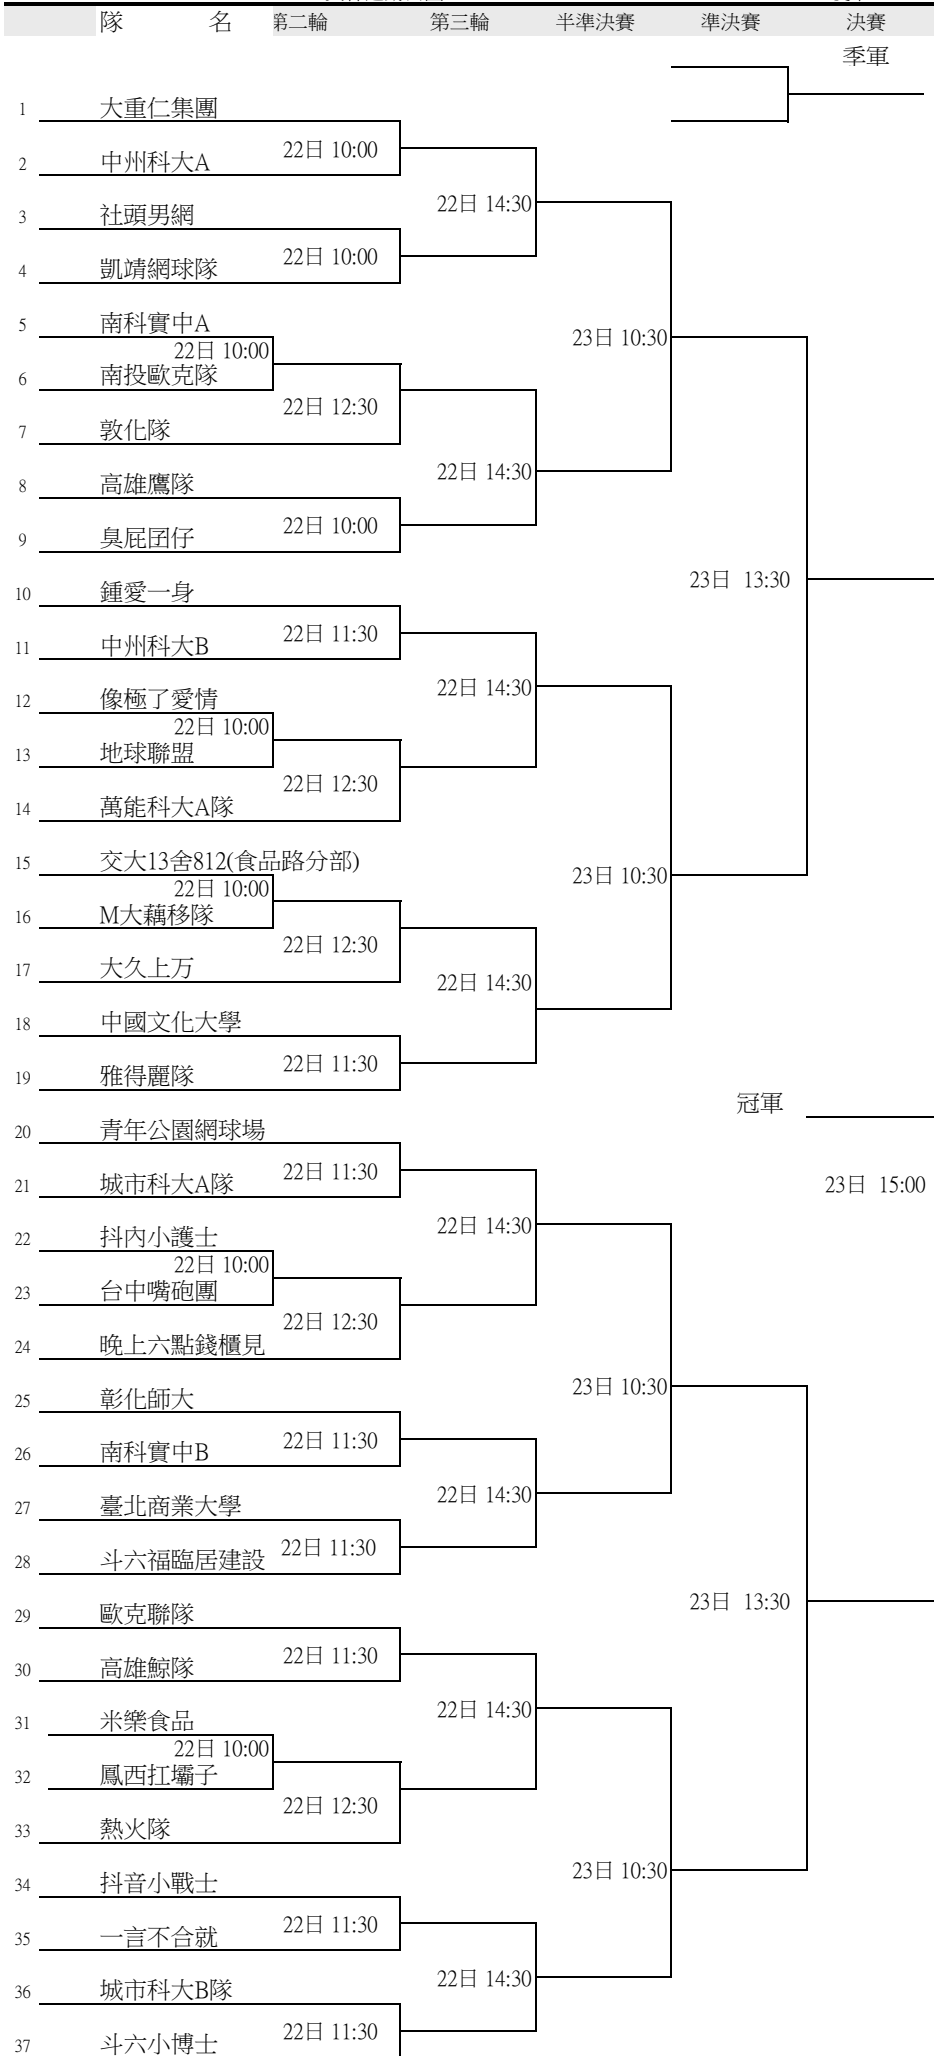 隊 名 第二輪 第三輪 半準決賽 準決賽 決賽
季軍
1 大重仁集團
22日 10:00
2 中州科大A
22日 14:30
3 社頭男網
22日 10:00
4 凱靖網球隊
5 南科實中A
23日 10:30
22日 10:00
6 南投歐克隊
22日 12:30
7 敦化隊
22日 14:30
8 高雄鷹隊
22日 10:00
9 臭屁囝仔
23日 13:30
10 鍾愛一身
22日 11:30
11 中州科大B
22日 14:30
12 像極了愛情
22日 10:00
13 地球聯盟
22日 12:30
14 萬能科大A隊
15 交大13舍812(食品路分部)
23日 10:30
22日 10:00
16 M大藕移隊
22日 12:30
17 大久上万
22日 14:30
18 中國文化大學
22日 11:30
19 雅得麗隊
冠軍
20 青年公園網球場
22日 11:30
21 城市科大A隊
23日 15:00
22日 14:30
22 抖內小護士
22日 10:00
23 台中嘴砲團
22日 12:30
24 晚上六點錢櫃見
23日 10:30
25 彰化師大
22日 11:30
26 南科實中B
22日 14:30
27 臺北商業大學
22日 11:30
28 斗六福臨居建設
23日 13:30
29 歐克聯隊
22日 11:30
30 高雄鯨隊
22日 14:30
31 米樂食品
22日 10:00
32 鳳西扛壩子
22日 12:30
33 熱火隊
23日 10:30
34 抖音小戰士
22日 11:30
35 一言不合就
22日 14:30
36 城市科大B隊
22日 11:30
37 斗六小博士